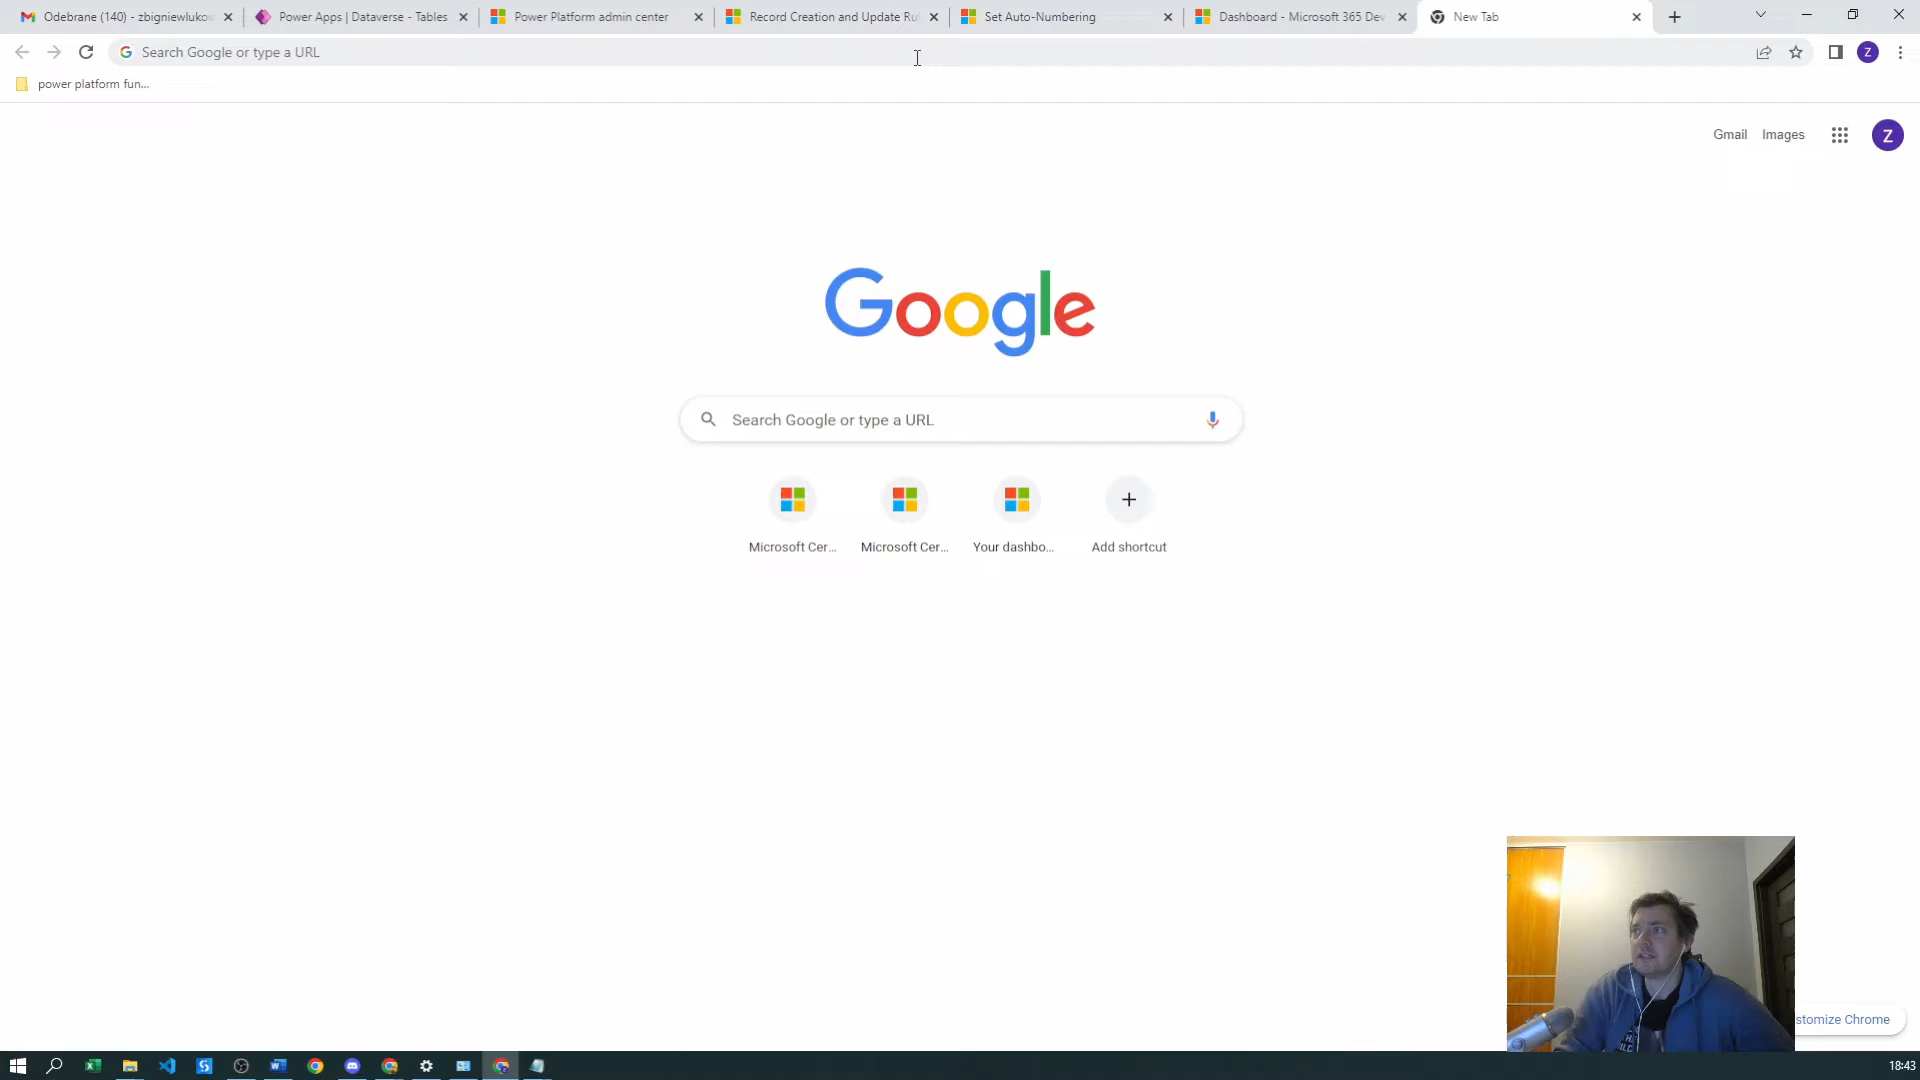 Odebrane (140) - zbigniewlukow
Power Apps | Dataverse - Tables
Power Platform admin center
Record Creation and Update Ru
Set Auto-Numbering
Dashboard - Microsoft 365 Dev
New Tab
Search Google or type a URL
Z
power platform fun...
Gmail
Images
Z
Google
Search Google or type a URL
Microsoft Cer...
Microsoft Cer...
Your dashbo...
Add shortcut
stomize Chrome
18:43